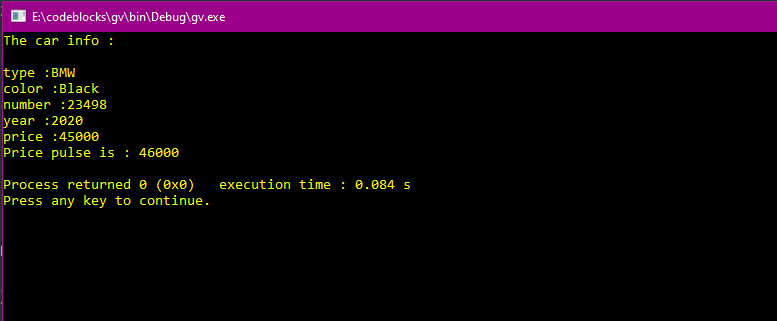 E:\codeblocks\gv\bin\Debug\gv.exe
The car info :
type :BMW
color :Black
number :23498
year :2020
price :45000
Price pulse is : 46000
Process returned 0 (0x0)   execution time : 0.084 s
Press any key to continue.